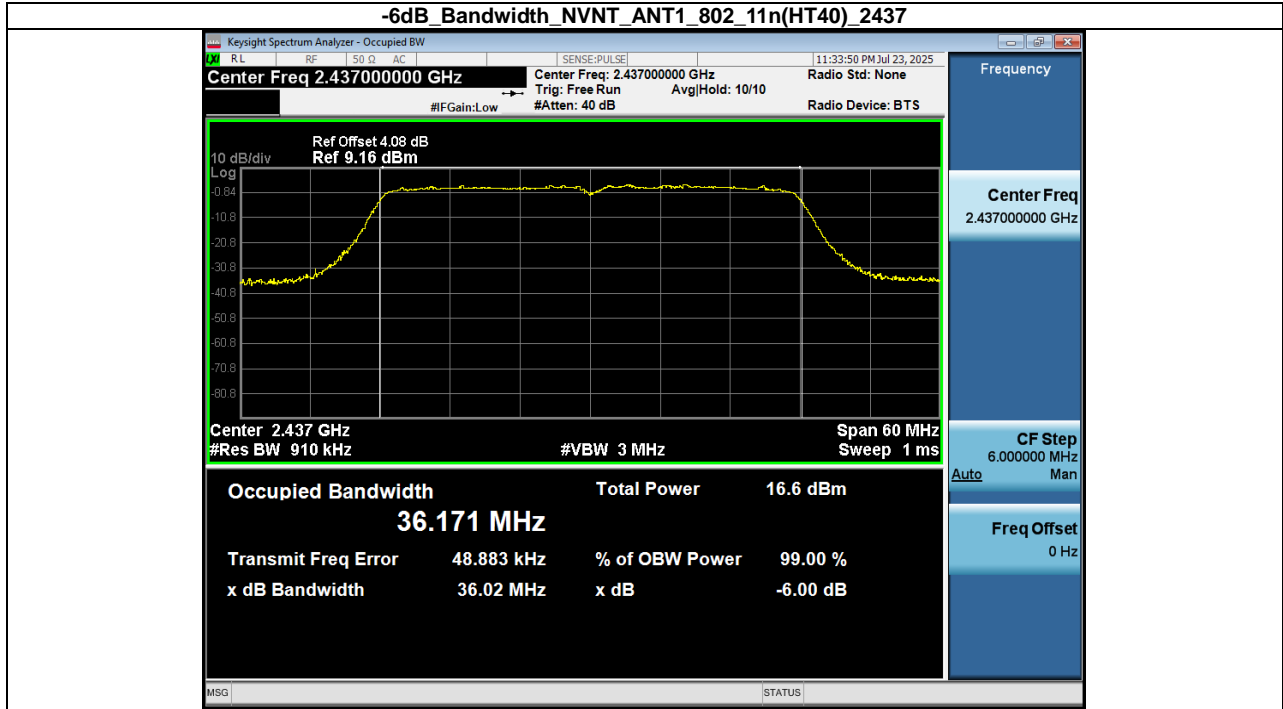 -6dB_Bandwidth_NVNT_ANT1_802_11n(HT40)_2437
Keysight Spectrum Analyzer - Occupied BW
LXI RL RF 50 Ω AC SENSE:PULSE 11:33:50 PM Jul 23, 2025
Center Freq 2.437000000 GHz Center Freq: 2.437000000 GHz Radio Std: None
Trig: Free Run Avg|Hold: 10/10
#IFGain:Low #Atten: 40 dB Radio Device: BTS
Ref Offset 4.08 dB
10 dB/div Ref 9.16 dBm
Log
-0.84
-10.8
-20.8
-30.8
-40.8
-50.8
-60.8
-70.8
-80.8
Center 2.437 GHz Span 60 MHz
#Res BW 910 kHz #VBW 3 MHz Sweep 1 ms
Occupied Bandwidth Total Power 16.6 dBm
36.171 MHz
Transmit Freq Error 48.883 kHz % of OBW Power 99.00 %
x dB Bandwidth 36.02 MHz x dB -6.00 dB
Frequency
Center Freq
2.437000000 GHz
CF Step
6.000000 MHz
Auto Man
Freq Offset
0 Hz
MSG STATUS